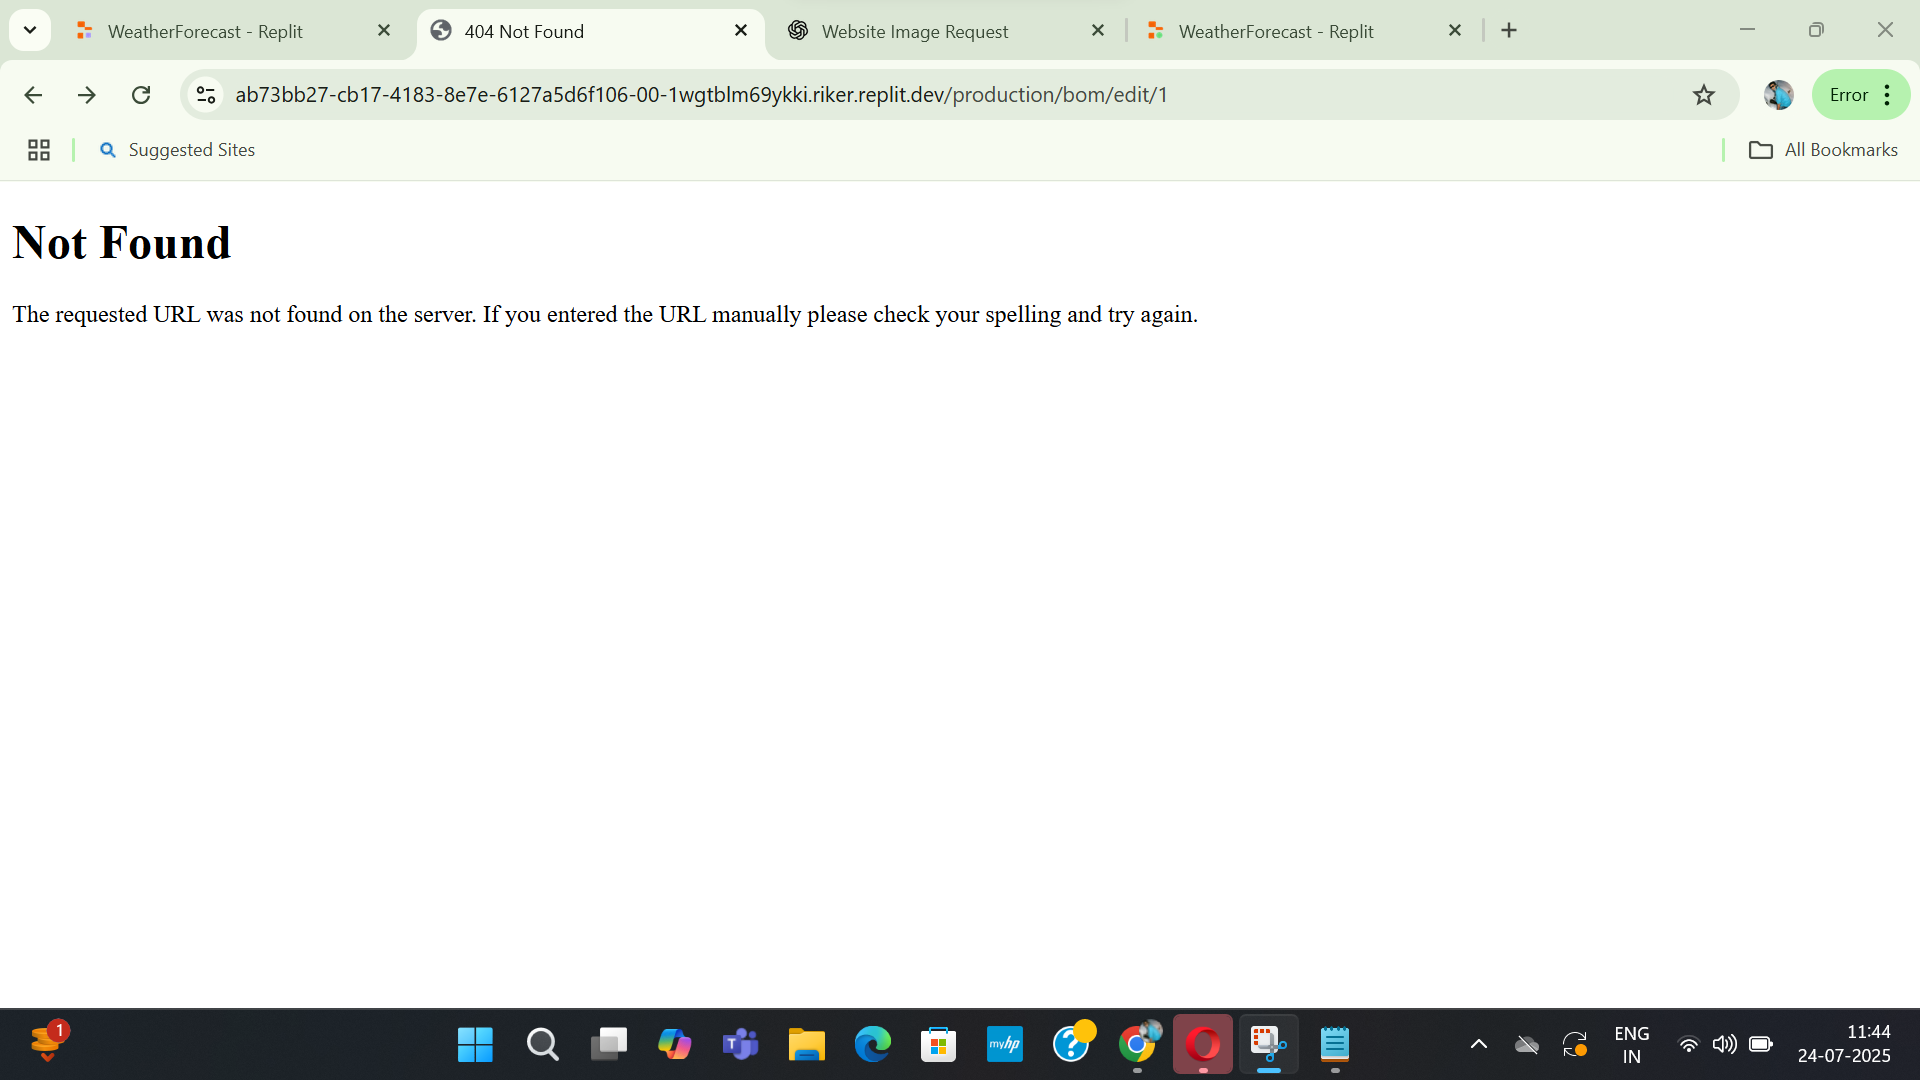 WeatherForecast - Replit
404 Not Found
Website Image Request
WeatherForecast - Replit
ab73bb27-cb17-4183-8e7e-6127a5d6f106-00-1wgtblm69ykki.riker.replit.dev/production/bom/edit/1
Error
Suggested Sites
All Bookmarks
Not Found
The requested URL was not found on the server. If you entered the URL manually please check your spelling and try again.
1
T
myhp
?
ENG
IN
11:44
24-07-2025